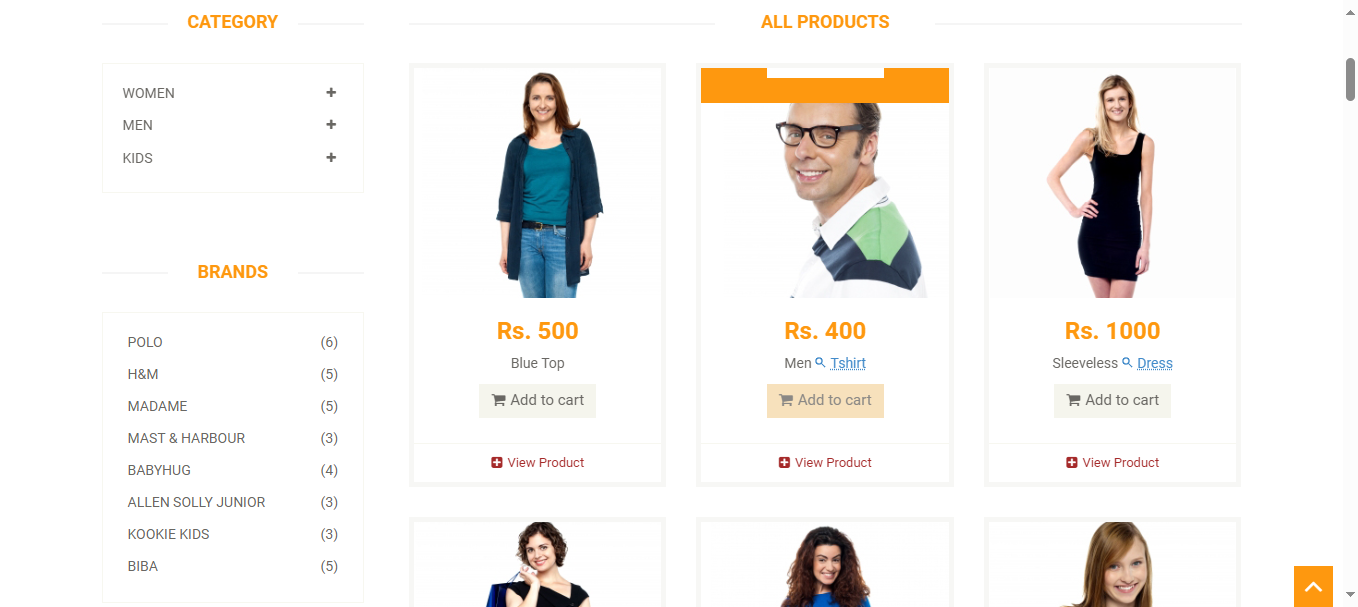 CATEGORY
WOMEN
MEN
KIDS
BRANDS
POLO (6)
H&M (5)
MADAME (5)
MAST & HARBOUR (3)
BABYHUG (4)
ALLEN SOLLY JUNIOR (3)
KOOKIE KIDS (3)
BIBA (5)
ALL PRODUCTS
Rs. 500
Blue Top
Add to cart
View Product
Rs. 400
Men Tshirt
Add to cart
View Product
Rs. 1000
Sleeveless Dress
Add to cart
View Product